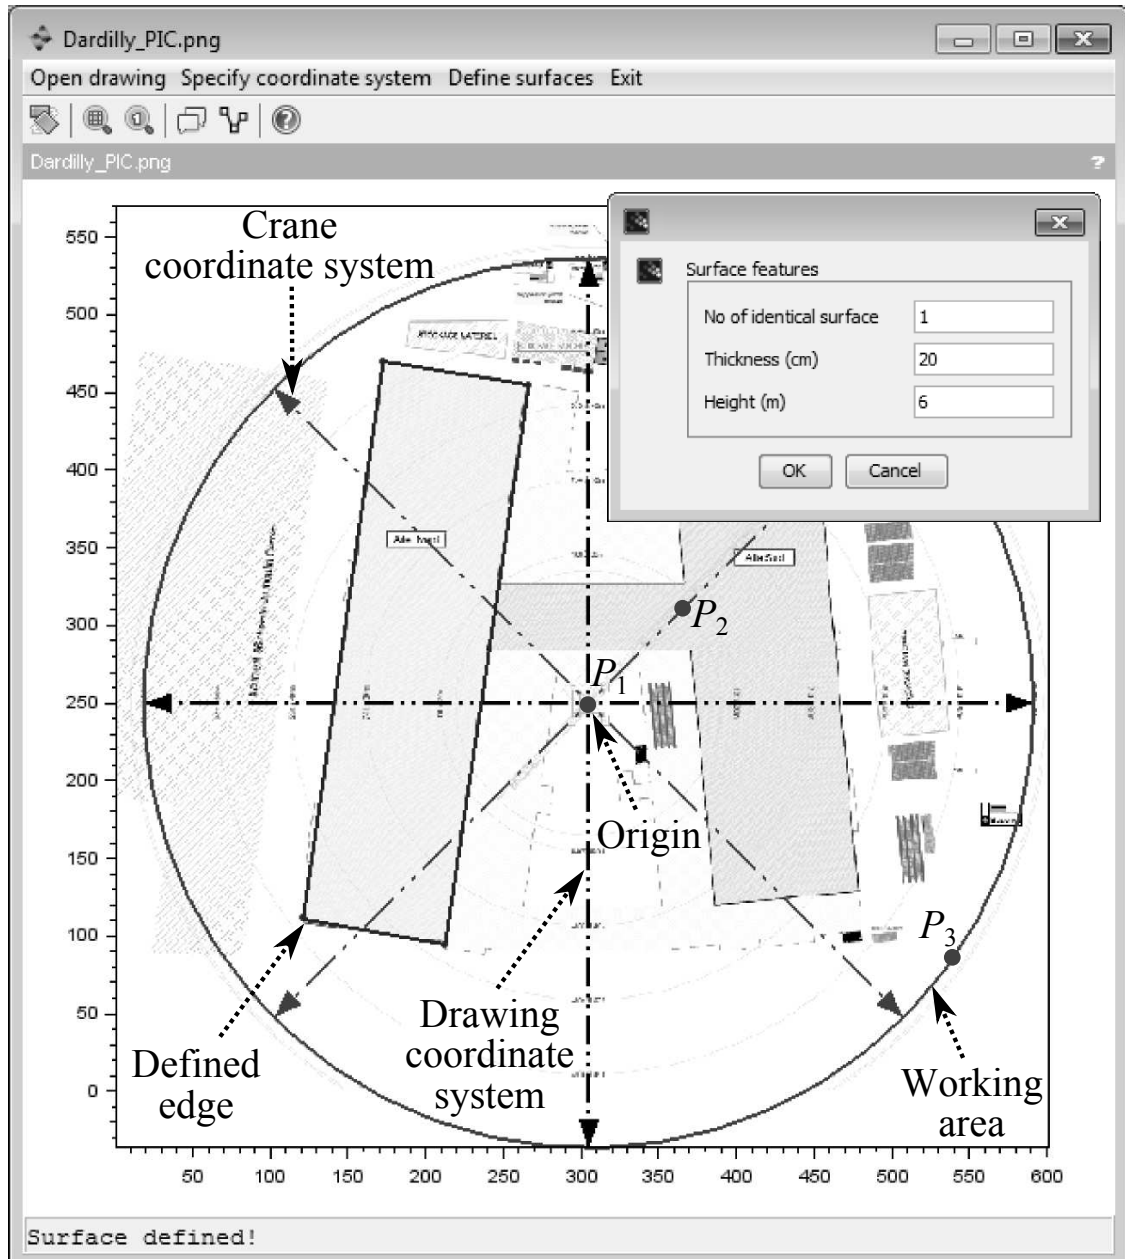 Dardilly_PIC.png
Open drawing Specify coordinate system Define surfaces Exit
Dardilly_PIC.png
?
Crane
coordinate system
Surface features
No of identical surface 1
Thickness (cm) 20
Height (m) 6
OK Cancel
550
500
450
400
350
300
250
200
150
100
50
0
P2
P1
Origin
P3
Defined
edge
Drawing
coordinate
system
Working
area
50 100 150 200 250 300 350 400 450 500 550 600
Surface defined!